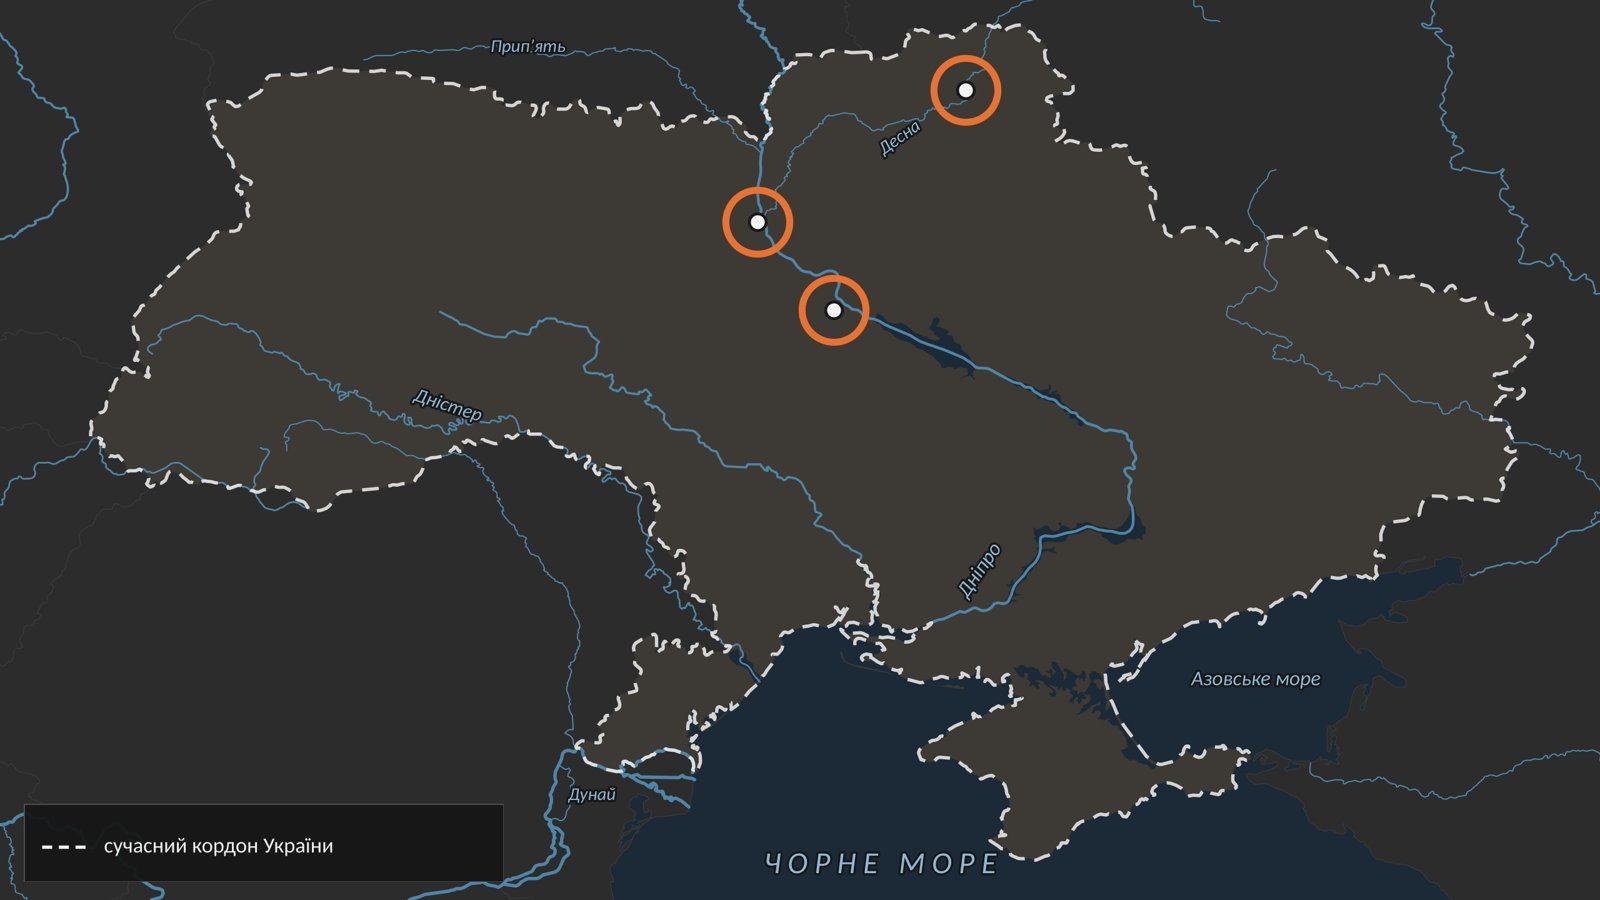 Прип'ять
Десна
Дністер
Дніпро
Азовське море
Дунай
сучасний кордон України
ЧОРНЕ МОРЕ